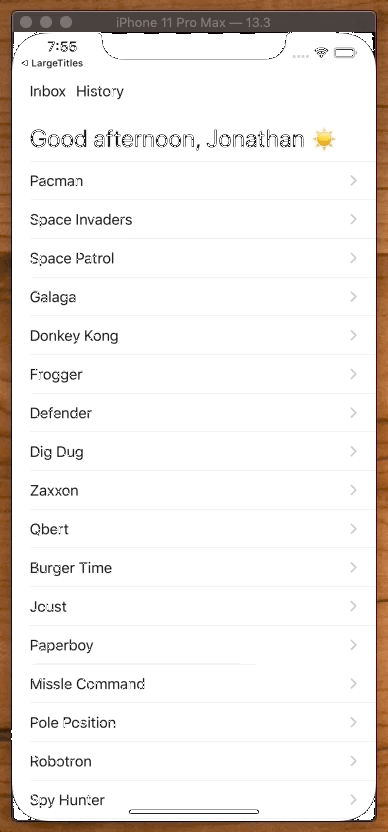 iPhone 11 Pro Max — 13.3
7:55
LargeTitles
Inbox History
Good afternoon, Jonathan ☀️
Pacman
Space Invaders
Space Patrol
Galaga
Donkey Kong
Frogger
Defender
Dig Dug
Zaxxon
Qbert
Burger Time
Joust
Paperboy
Missle Command
Pole Position
Robotron
Spy Hunter